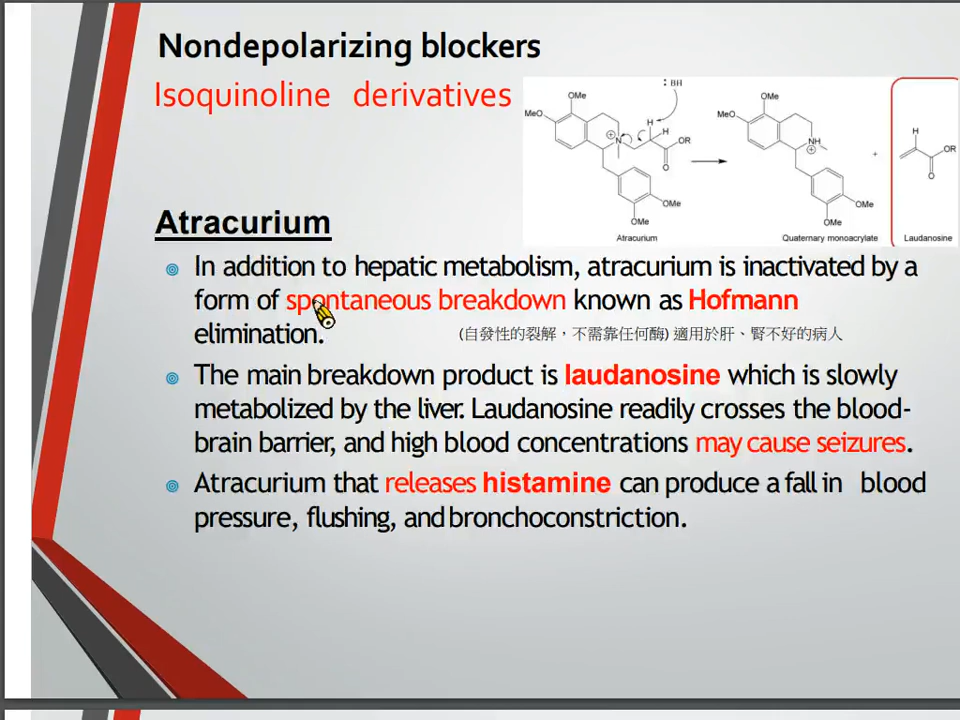 Nondepolarizing blockers
Isoquinoline derivatives
: BH
OMe
MeO
H
H
N
OR
O
OMe
OMe
Atracurium
OMe
MeO
NH
OMe
OMe
Quaternary monoacrylate
+
H
OR
O
Laudanosine
Atracurium
In addition to hepatic metabolism, atracurium is inactivated by a
form of spontaneous breakdown known as Hofmann
elimination.
(自發性的裂解，不需靠任何酶) 適用於肝、腎不好的病人
The main breakdown product is laudanosine which is slowly
metabolized by the liver. Laudanosine readily crosses the blood-
brain barrier, and high blood concentrations may cause seizures.
Atracurium that releases histamine can produce a fall in blood
pressure, flushing, and bronchoconstriction.